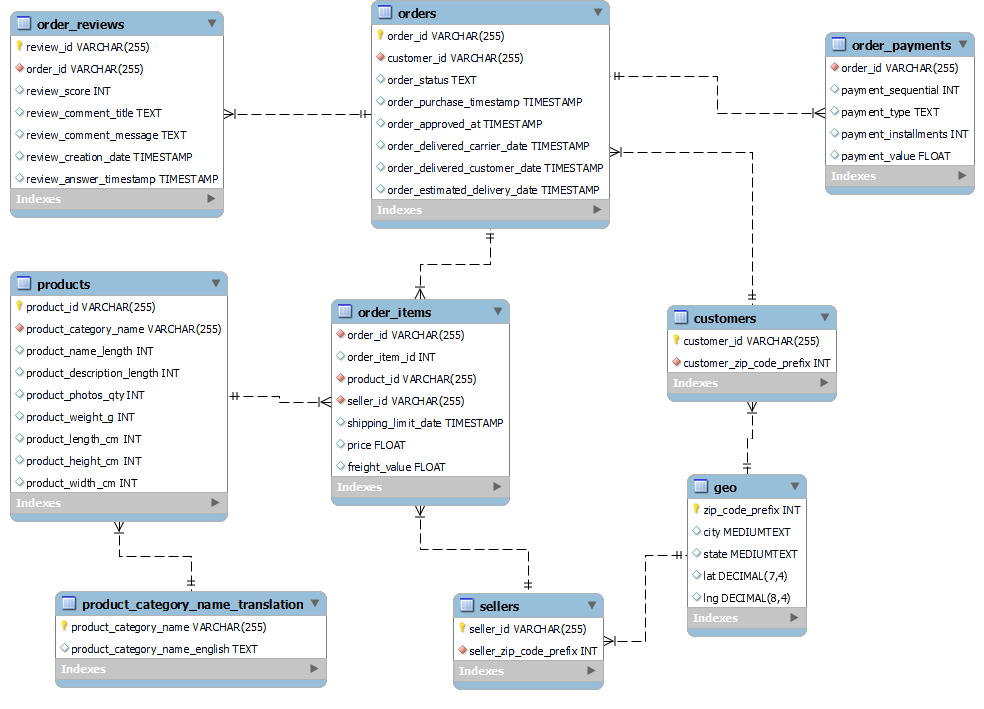 order_reviews
review_id VARCHAR(255)
order_id VARCHAR(255)
review_score INT
review_comment_title TEXT
review_comment_message TEXT
review_creation_date TIMESTAMP
review_answer_timestamp TIMESTAMP
Indexes
orders
order_id VARCHAR(255)
customer_id VARCHAR(255)
order_status TEXT
order_purchase_timestamp TIMESTAMP
order_approved_at TIMESTAMP
order_delivered_carrier_date TIMESTAMP
order_delivered_customer_date TIMESTAMP
order_estimated_delivery_date TIMESTAMP
Indexes
order_payments
order_id VARCHAR(255)
payment_sequential INT
payment_type TEXT
payment_installments INT
payment_value FLOAT
Indexes
products
product_id VARCHAR(255)
product_category_name VARCHAR(255)
product_name_length INT
product_description_length INT
product_photos_qty INT
product_weight_g INT
product_length_cm INT
product_height_cm INT
product_width_cm INT
Indexes
order_items
order_id VARCHAR(255)
order_item_id INT
product_id VARCHAR(255)
seller_id VARCHAR(255)
shipping_limit_date TIMESTAMP
price FLOAT
freight_value FLOAT
Indexes
customers
customer_id VARCHAR(255)
customer_zip_code_prefix INT
Indexes
geo
zip_code_prefix INT
city MEDIUMTEXT
state MEDIUMTEXT
lat DECIMAL(7,4)
lng DECIMAL(8,4)
Indexes
product_category_name_translation
product_category_name VARCHAR(255)
product_category_name_english TEXT
Indexes
sellers
seller_id VARCHAR(255)
seller_zip_code_prefix INT
Indexes